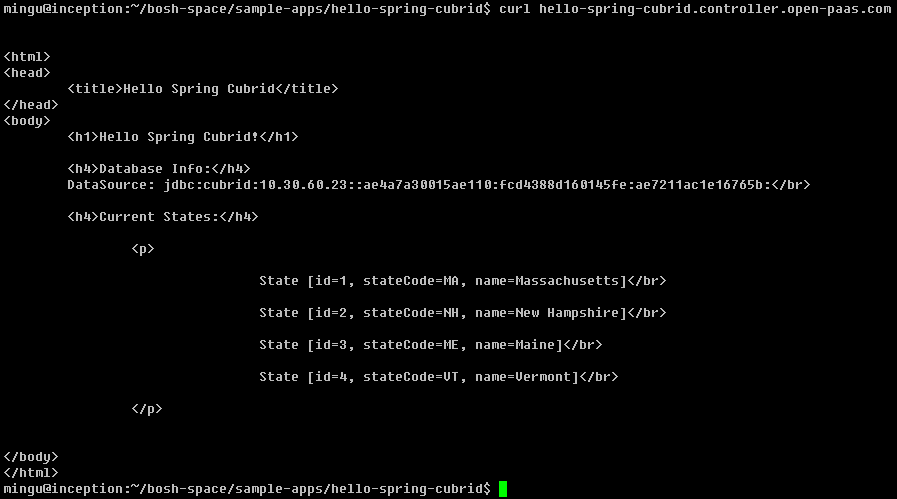 mingu@inception:~/bosh-space/sample-apps/hello-spring-cubrid$ curl hello-spring-cubrid.controller.open-paas.com
<html>
<head>
<title>Hello Spring Cubrid</title>
</head>
<body>
<h1>Hello Spring Cubrid!</h1>
<h4>Database Info:</h4>
DataSource: jdbc:cubrid:10.30.60.23::ae4a7a30015ae110:fcd4388d160145fe:ae7211ac1e16765b:</br>
<h4>Current States:</h4>
<p>
State [id=1, stateCode=MA, name=Massachusetts]</br>
State [id=2, stateCode=NH, name=New Hampshire]</br>
State [id=3, stateCode=ME, name=Maine]</br>
State [id=4, stateCode=VT, name=Vermont]</br>
</p>
</body>
</html>
mingu@inception:~/bosh-space/sample-apps/hello-spring-cubrid$